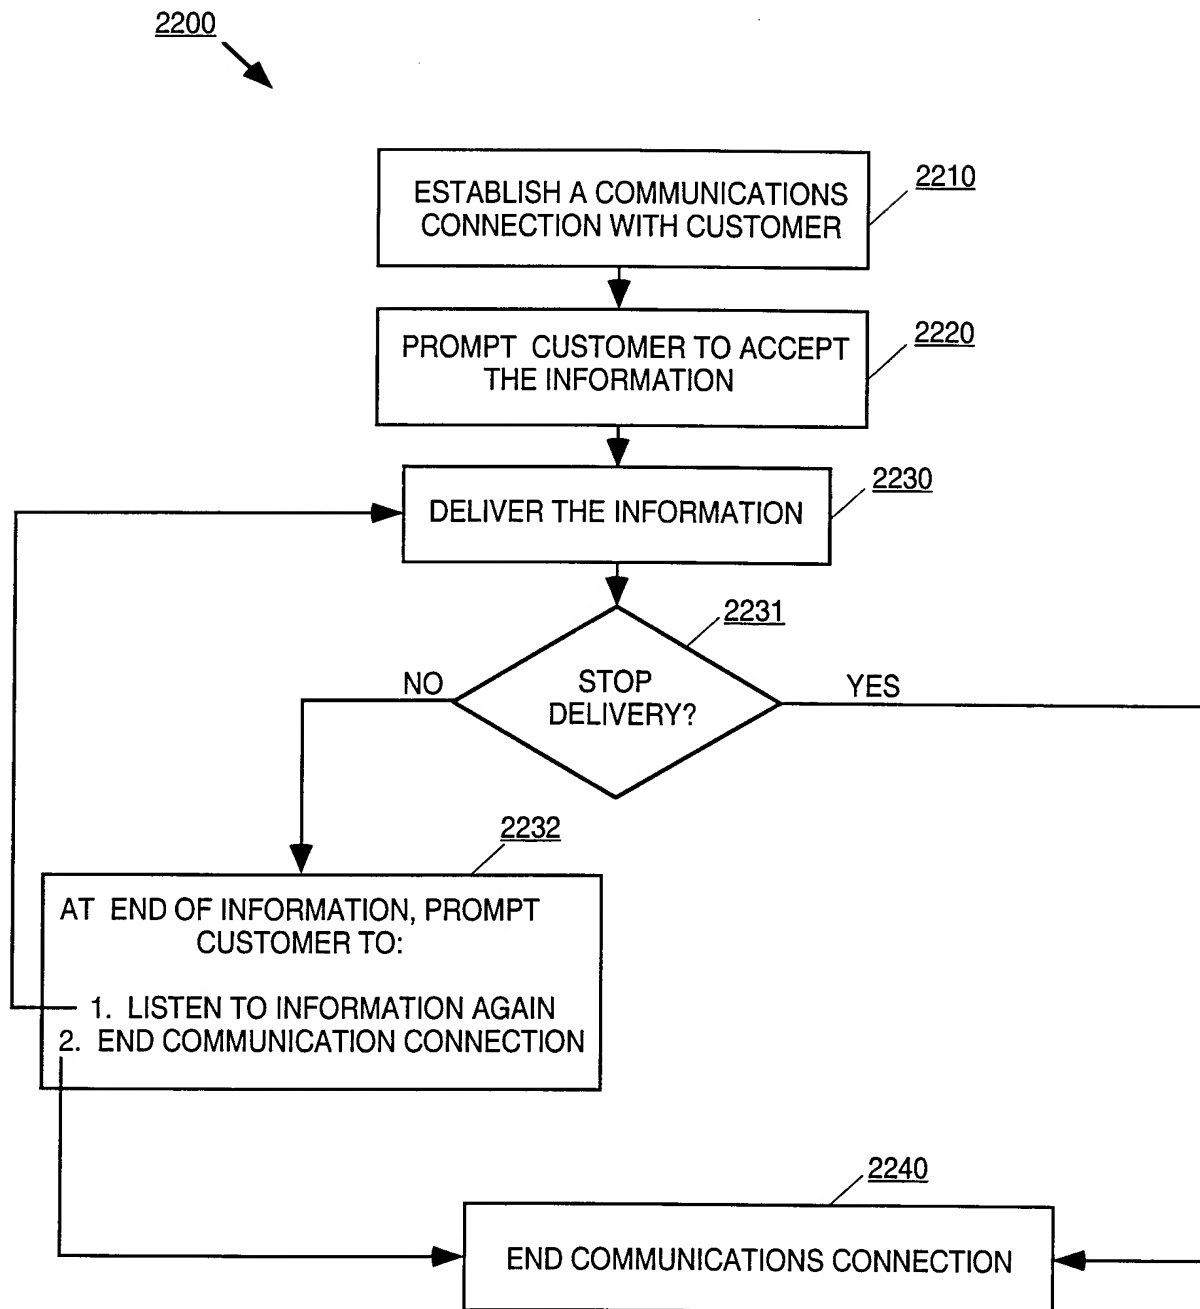 2200
ESTABLISH A COMMUNICATIONS
CONNECTION WITH CUSTOMER
2210
PROMPT CUSTOMER TO ACCEPT
THE INFORMATION
2220
DELIVER THE INFORMATION
2230
STOP
DELIVERY?
2231
NO
YES
2232
AT END OF INFORMATION, PROMPT
CUSTOMER TO:
1. LISTEN TO INFORMATION AGAIN
2. END COMMUNICATION CONNECTION
2240
END COMMUNICATIONS CONNECTION